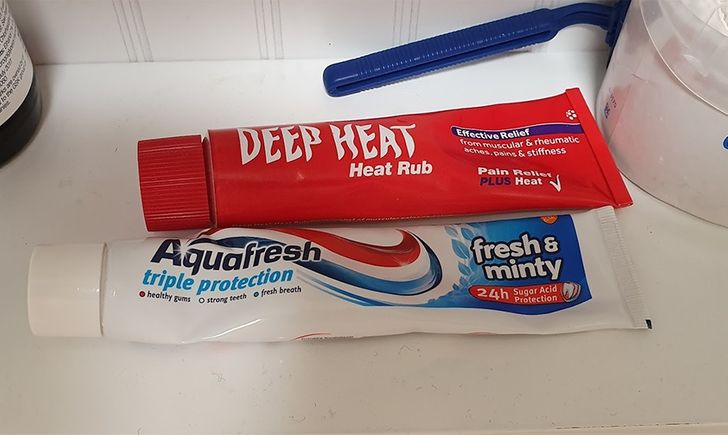 DEEP HEAT
Heat Rub
Effective Relief
from muscular & rheumatic
aches, pains & stiffness
Pain Relief
PLUS Heat
Aquafresh
triple protection
healthy gums strong teeth fresh breath
fresh &
minty
24h Sugar Acid
Protection